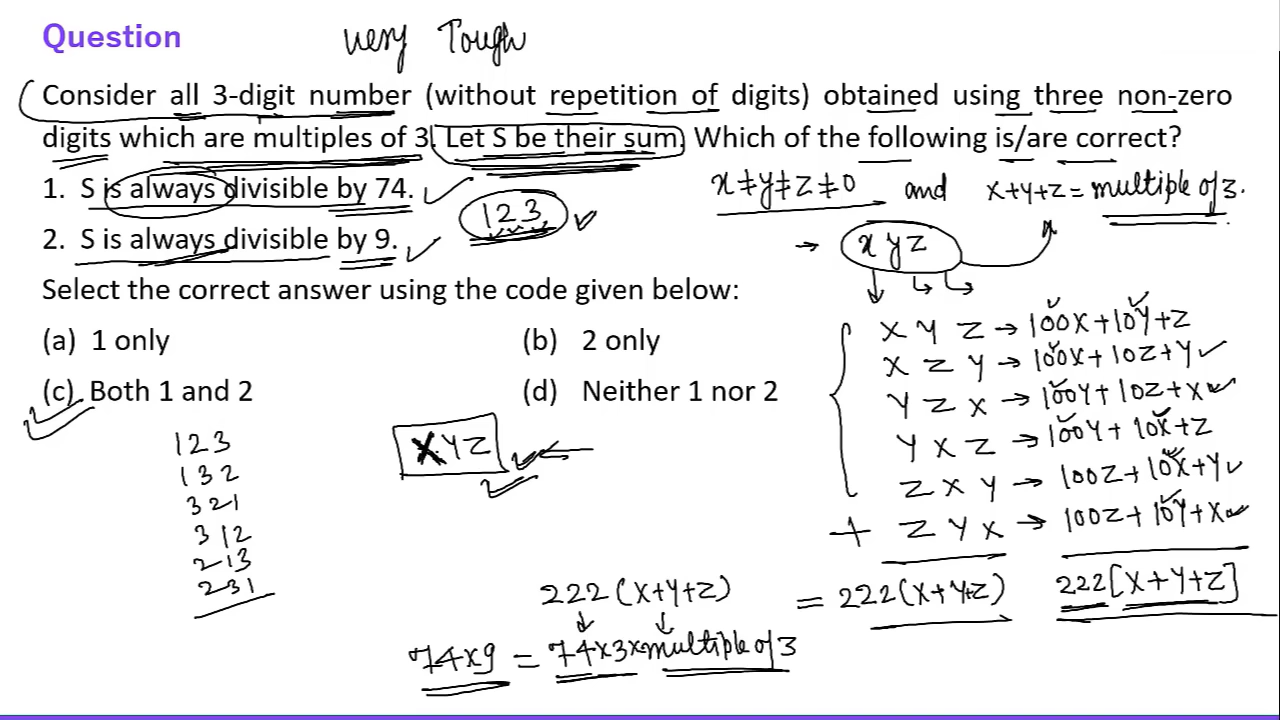 Question very Tough
Consider all 3-digit number (without repetition of digits) obtained using three non-zero
digits which are multiples of 3. Let S be their sum. Which of the following is/are correct?
1. S is always divisible by 74.
2. S is always divisible by 9.
123
x≠y≠z≠0 and x+y+z = multiple of 3.
→ xyz
Select the correct answer using the code given below:
(a) 1 only
(b) 2 only
(c) Both 1 and 2
(d) Neither 1 nor 2
123
132
321
312
213
231
XYZ
X Y Z → 100X+10Y+Z
X Z Y → 100X+10Z+Y
Y Z X → 100Y+10Z+X
Y X Z → 100Y+10X+Z
Z X Y → 100Z+10X+Y
+ Z Y X → 100Z+10Y+X
222(X+Y+Z) = 222(X+Y+Z) 222[X+Y+Z]
74x9 = 74x3xmultiple of 3